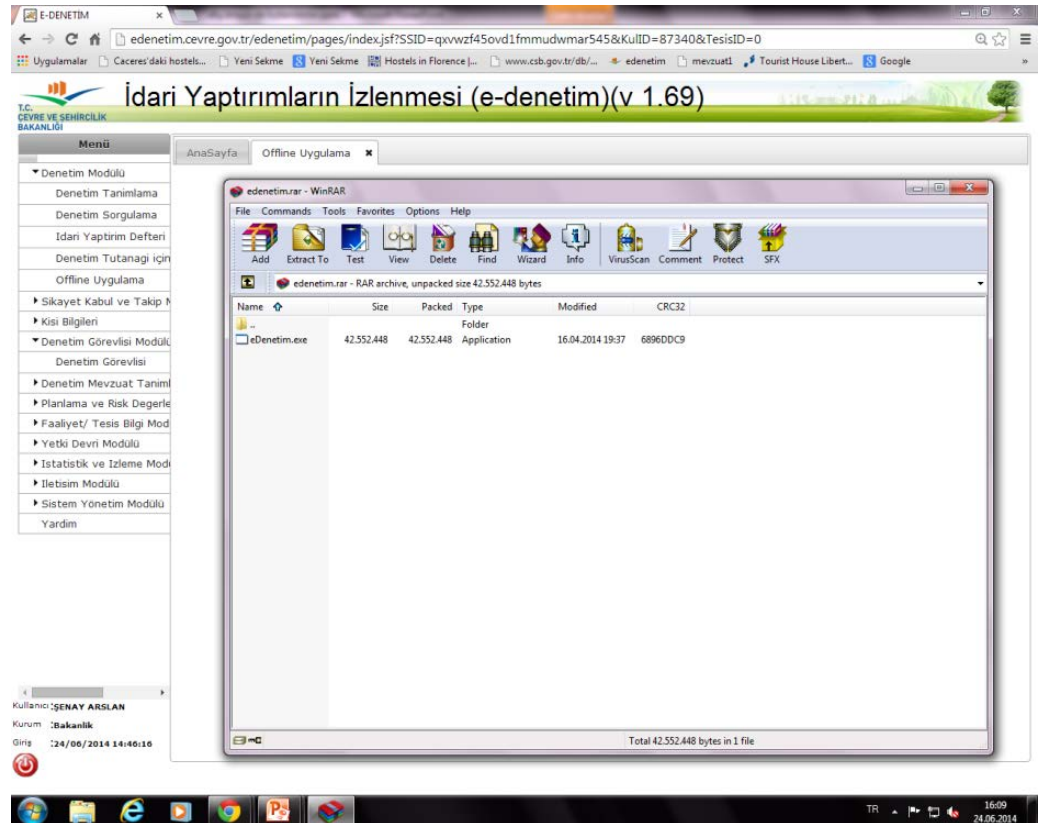 E-DENETİM
edenetim.cevre.gov.tr/edenetim/pages/index.jsf?SSID=qxvwzf45ovd1fmmudwmar545&KulID=87340&TesisID=0
Uygulamalar Caceres'daki hostels... Yeni Sekme Yeni Sekme Hostels in Florence |... www.csb.gov.tr/db/... edenetim mevzuat1 Tourist House Libert... Google »
T.C.
ÇEVRE VE ŞEHİRCİLİK
BAKANLIĞI
İdari Yaptırımların İzlenmesi (e-denetim)(v 1.69)
Menü
AnaSayfa Offline Uygulama
Denetim Modülü
Denetim Tanimlama
Denetim Sorgulama
Idari Yaptirim Defteri
Denetim Tutanagi için
Offline Uygulama
Sikayet Kabul ve Takip M
Kisi Bilgileri
Denetim Görevlisi Modülü
Denetim Görevlisi
Denetim Mevzuat Taniml
Planlama ve Risk Degerle
Faaliyet/ Tesis Bilgi Mod
Yetki Devri Modülü
Istatistik ve Izleme Modü
Iletisim Modülü
Sistem Yönetim Modülü
Yardim
Kullanıcı :ŞENAY ARSLAN
Kurum :Bakanlik
Giriş :24/06/2014 14:46:16
edenetim.rar - WinRAR
File Commands Tools Favorites Options Help
Add Extract To Test View Delete Find Wizard Info VirusScan Comment Protect SFX
edenetim.rar - RAR archive, unpacked size 42.552.448 bytes
Name Size Packed Type Modified CRC32
.. Folder
eDenetim.exe 42.552.448 42.552.448 Application 16.04.2014 19:37 6896DDC9
Total 42.552.448 bytes in 1 file
TR 16:09
24.06.2014